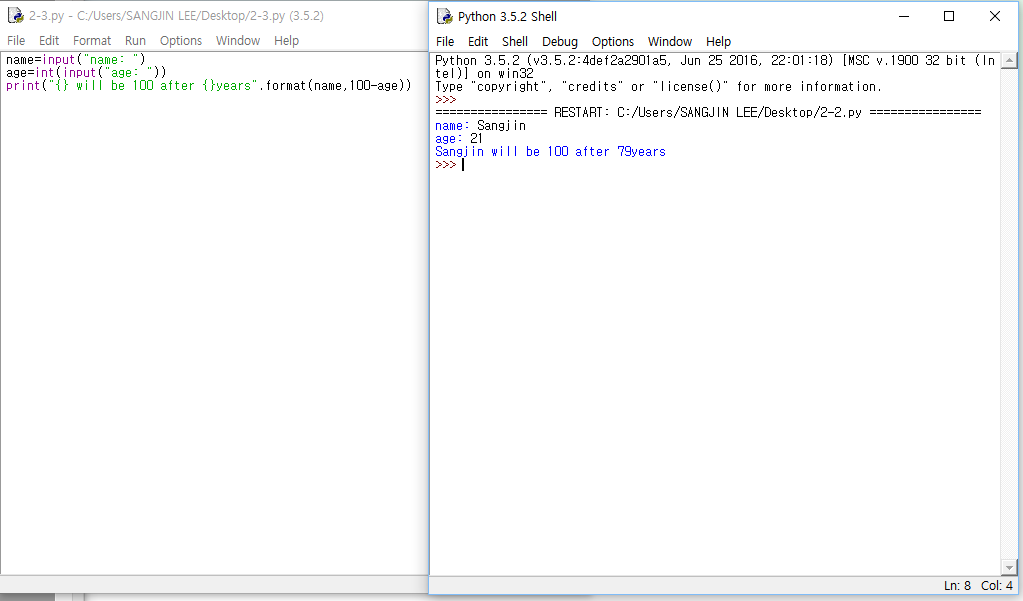 2-3.py - C:/Users/SANGJIN LEE/Desktop/2-3.py (3.5.2)
File Edit Format Run Options Window Help
name=input("name: ")
age=int(input("age: "))
print("{} will be 100 after {}years".format(name,100-age))
Python 3.5.2 Shell
File Edit Shell Debug Options Window Help
Python 3.5.2 (v3.5.2:4def2a2901a5, Jun 25 2016, 22:01:18) [MSC v.1900 32 bit (In
tel)] on win32
Type "copyright", "credits" or "license()" for more information.
>>>
================ RESTART: C:/Users/SANGJIN LEE/Desktop/2-2.py ================
name: Sangjin
age: 21
Sangjin will be 100 after 79years
>>>
Ln: 8 Col: 4